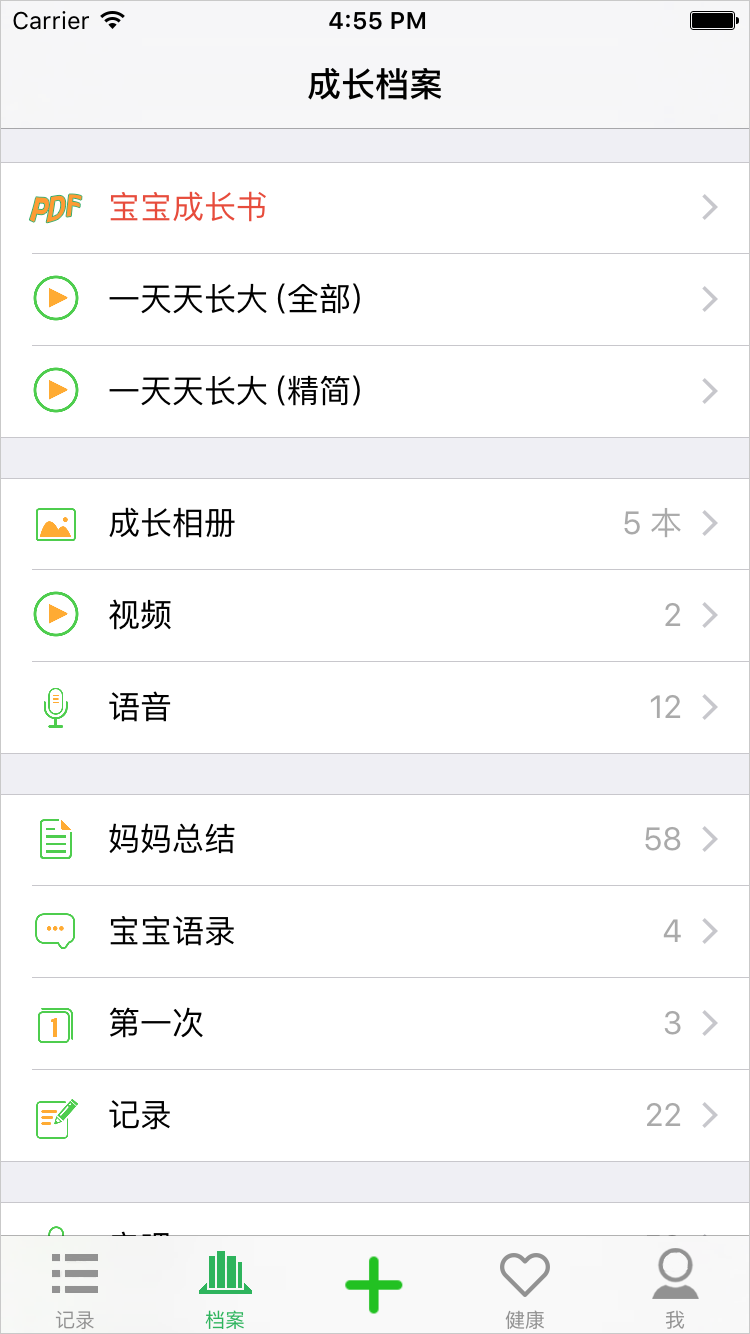 Carrier 4:55 PM
成长档案
PDF 宝宝成长书
一天天长大 (全部)
一天天长大 (精简)
成长相册 5 本
视频 2
语音 12
妈妈总结 58
宝宝语录 4
1 第一次 3
记录 22
记录 档案 健康 我